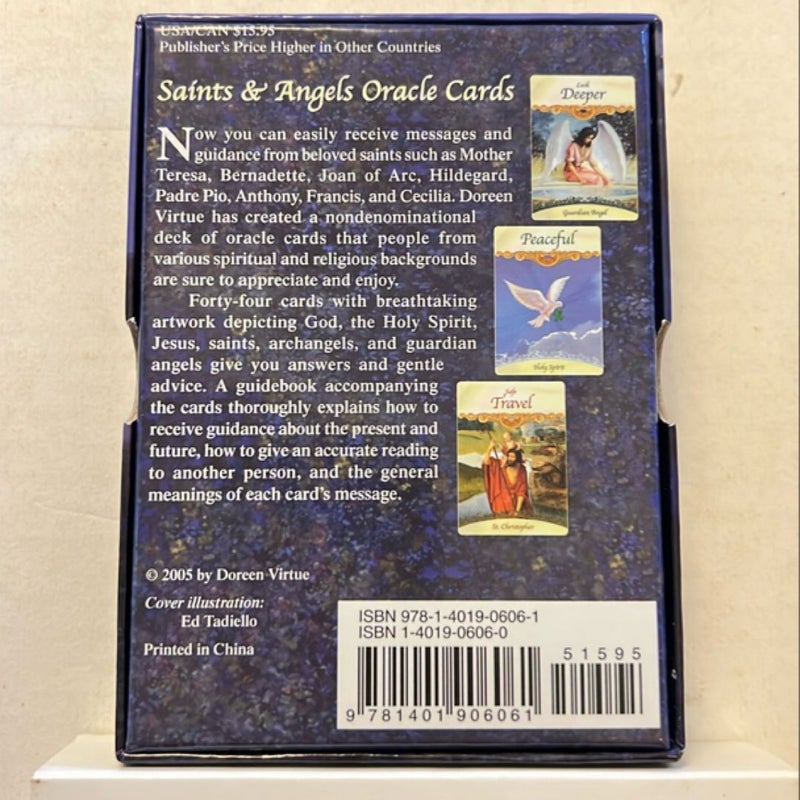 USA/CAN $15.95
Publisher's Price Higher in Other Countries
Saints & Angels Oracle Cards
Now you can easily receive messages and
guidance from beloved saints such as Mother
Teresa, Bernadette, Joan of Arc, Hildegard,
Padre Pio, Anthony, Francis, and Cecilia. Doreen
Virtue has created a nondenominational
deck of oracle cards that people from
various spiritual and religious backgrounds
are sure to appreciate and enjoy.
Forty-four cards with breathtaking
artwork depicting God, the Holy Spirit,
Jesus, saints, archangels, and guardian
angels give you answers and gentle
advice. A guidebook accompanying
the cards thoroughly explains how to
receive guidance about the present and
future, how to give an accurate reading
to another person, and the general
meanings of each card's message.
Look
Deeper
Guardian Angel
Peaceful
Holy Spirit
Safe
Travel
St. Christopher
© 2005 by Doreen Virtue
Cover illustration:
Ed Tadiello
Printed in China
ISBN 978-1-4019-0606-1
ISBN 1-4019-0606-0
51595
9 781401 906061